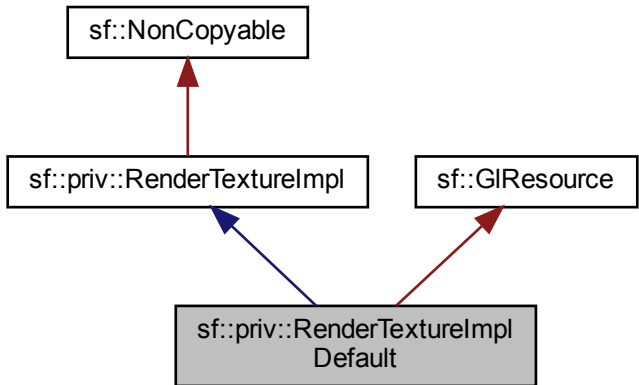 sf::NonCopyable
sf::priv::RenderTextureImpl
sf::GlResource
sf::priv::RenderTextureImpl
Default